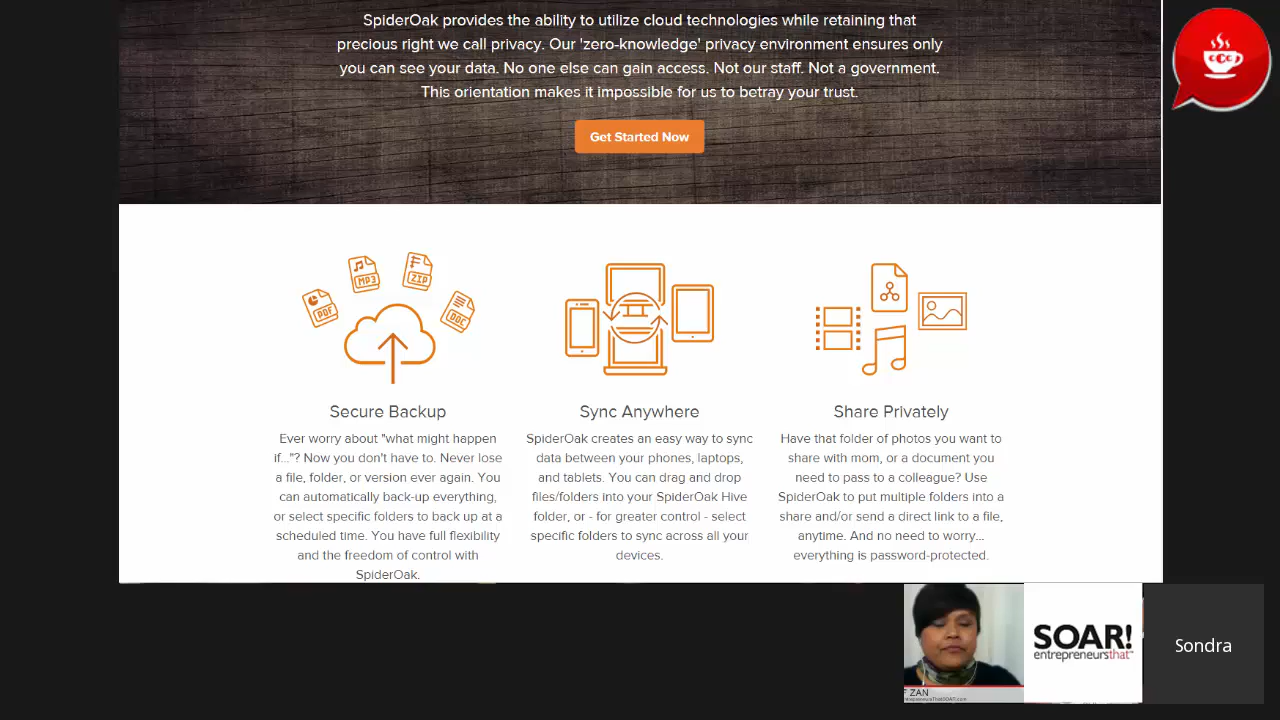 SpiderOak provides the ability to utilize cloud technologies while retaining that
precious right we call privacy. Our 'zero-knowledge' privacy environment ensures only
you can see your data. No one else can gain access. Not our staff. Not a government.
This orientation makes it impossible for us to betray your trust.
Get Started Now
PDF
MP3
ZIP
DOC
Secure Backup
Ever worry about "what might happen
if..."? Now you don't have to. Never lose
a file, folder, or version ever again. You
can automatically back-up everything,
or select specific folders to back up at a
scheduled time. You have full flexibility
and the freedom of control with
SpiderOak.
Sync Anywhere
SpiderOak creates an easy way to sync
data between your phones, laptops,
and tablets. You can drag and drop
files/folders into your SpiderOak Hive
folder, or - for greater control - select
specific folders to sync across all your
devices.
Share Privately
Have that folder of photos you want to
share with mom, or a document you
need to pass to a colleague? Use
SpiderOak to put multiple folders into a
share and/or send a direct link to a file,
anytime. And no need to worry...
everything is password-protected.
F ZAN
SOAR!
entrepreneursthat
Sondra